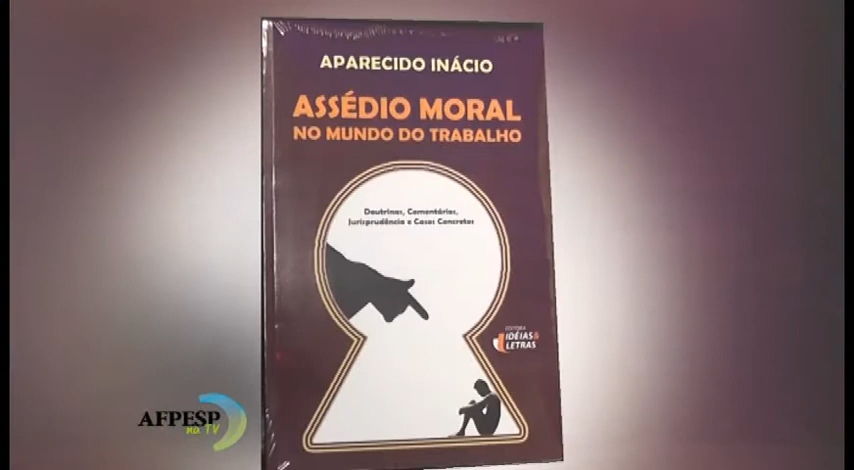 APARECIDO INÁCIO
ASSÉDIO MORAL
NO MUNDO DO TRABALHO
Doutrinas, Comentários,
Jurisprudência e Casos Concretos
EDITORA
IDÉIAS&
LETRAS
AFPESP
na TV